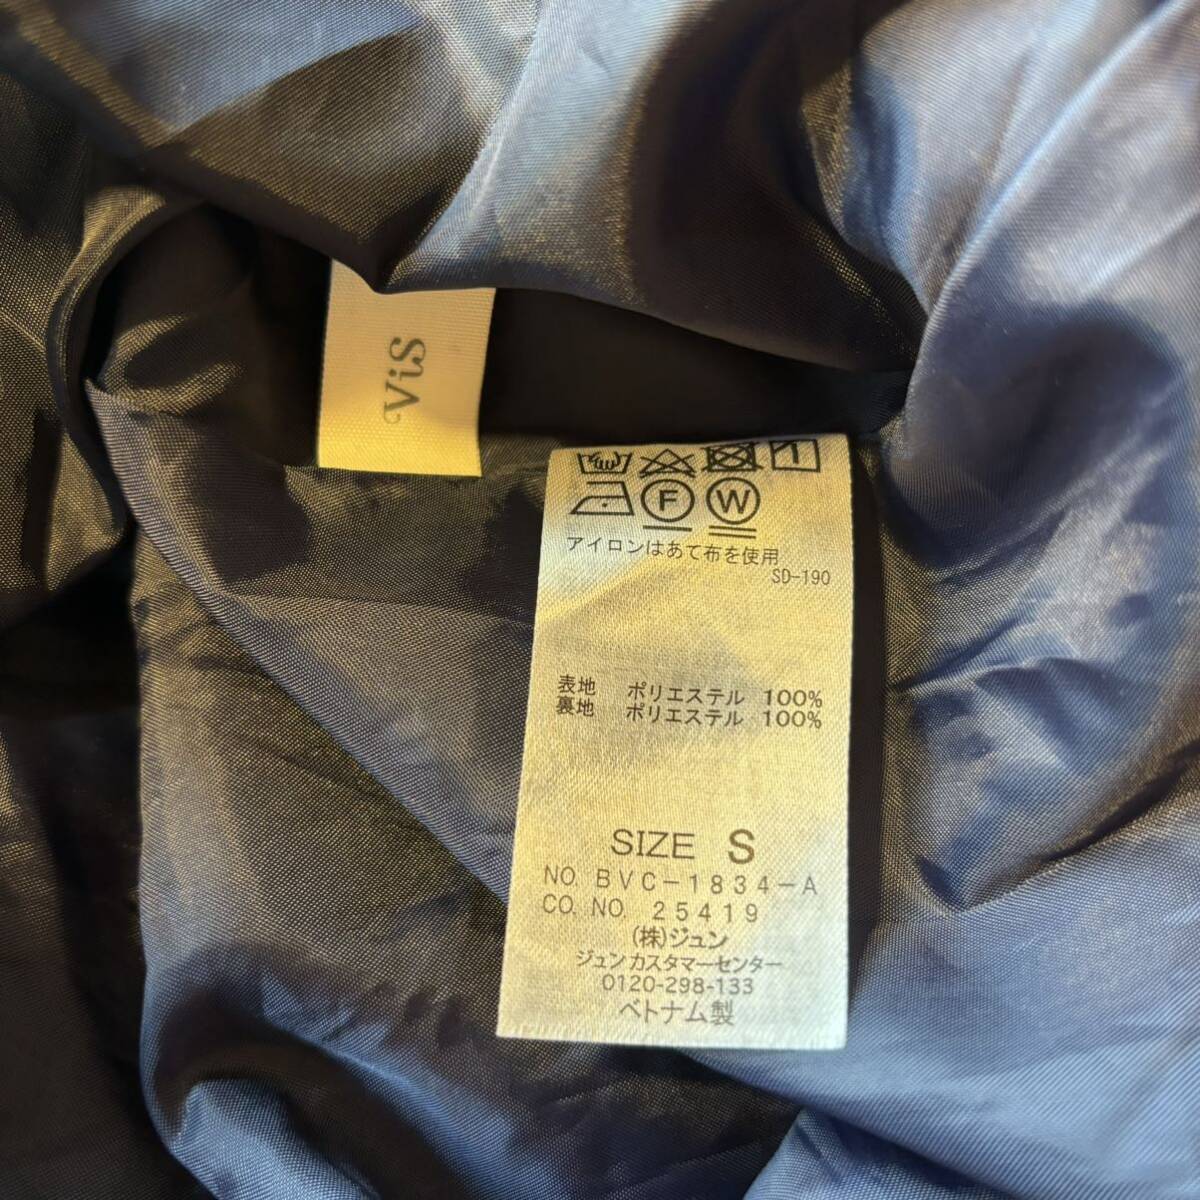 ViS
F W
アイロンはあて布を使用
SD-190
表地 ポリエステル 100%
裏地 ポリエステル 100%
SIZE S
NO. BVC-1834-A
CO. NO. 25419
(株)ジュン
ジュンカスタマーセンター
0120-298-133
ベトナム製